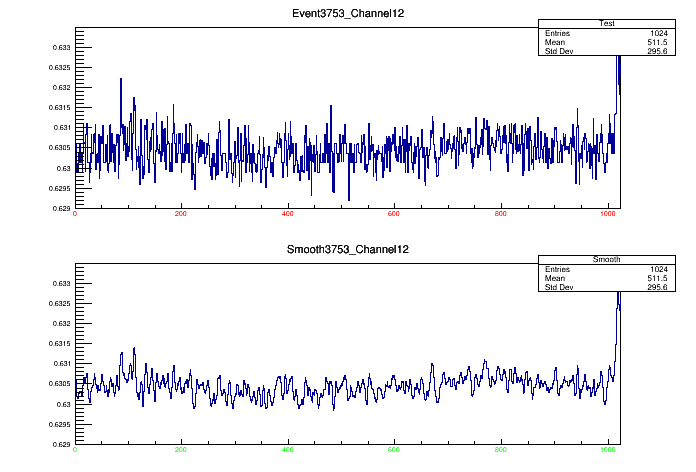 Event3753_Channel12
Test
Entries 1024
Mean 511.5
Std Dev 295.6
0.633
0.6325
0.632
0.6315
0.631
0.6305
0.63
0.6295
0.629
0 200 400 600 800 1000
Smooth3753_Channel12
Smooth
Entries 1024
Mean 511.5
Std Dev 295.6
0.633
0.6325
0.632
0.6315
0.631
0.6305
0.63
0.6295
0.629
0 200 400 600 800 1000